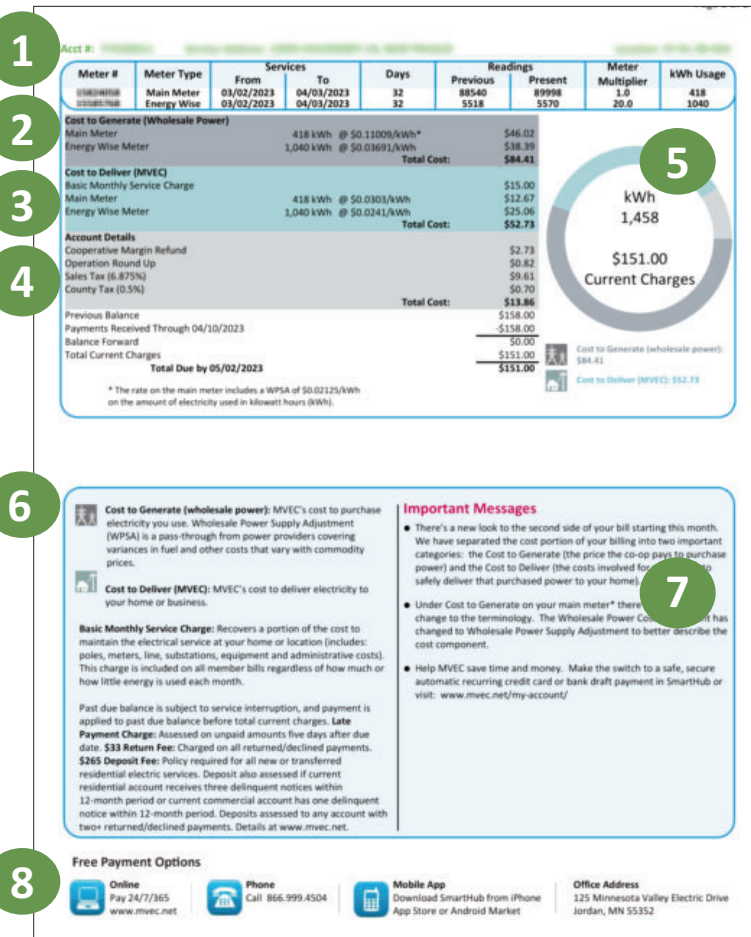 1
Acct #:
Meter # Meter Type Services From To Days Readings Previous Present Meter Multiplier kWh Usage
Main Meter 03/02/2023 04/03/2023 32 88540 89998 1.0 418
Energy Wise 03/02/2023 04/03/2023 32 5518 5570 20.0 1040
2
Cost to Generate (Wholesale Power)
Main Meter 418 kWh @ $0.11009/kWh* $46.02
Energy Wise Meter 1,040 kWh @ $0.03691/kWh $38.39
Total Cost: $84.41
3
Cost to Deliver (MVEC)
Basic Monthly Service Charge $15.00
Main Meter 418 kWh @ $0.0303/kWh $12.67
Energy Wise Meter 1,040 kWh @ $0.0241/kWh $25.06
Total Cost: $52.73
4
Account Details
Cooperative Margin Refund $2.73
Operation Round Up $0.82
Sales Tax (6.875%) $9.61
County Tax (0.5%) $0.70
Total Cost: $13.86
Previous Balance $158.00
Payments Received Through 04/10/2023 -$158.00
Balance Forward $0.00
Total Current Charges $151.00
Total Due by 05/02/2023 $151.00
* The rate on the main meter includes a WPSA of $0.02125/kWh
on the amount of electricity used in kilowatt hours (kWh).
5
kWh
1,458
$151.00
Current Charges
Cost to Generate (wholesale power):
$84.41
Cost to Deliver (MVEC): $52.73
6
Cost to Generate (wholesale power): MVEC's cost to purchase
electricity you use. Wholesale Power Supply Adjustment
(WPSA) is a pass-through from power providers covering
variances in fuel and other costs that vary with commodity
prices.
Cost to Deliver (MVEC): MVEC's cost to deliver electricity to
your home or business.
Basic Monthly Service Charge: Recovers a portion of the cost to
maintain the electrical service at your home or location (includes:
poles, meters, line, substations, equipment and administrative costs).
This charge is included on all member bills regardless of how much or
how little energy is used each month.
Past due balance is subject to service interruption, and payment is
applied to past due balance before total current charges. Late
Payment Charge: Assessed on unpaid amounts five days after due
date. $33 Return Fee: Charged on all returned/declined payments.
$265 Deposit Fee: Policy required for all new or transferred
residential electric services. Deposit also assessed if current
residential account receives three delinquent notices within
12-month period or current commercial account has one delinquent
notice within 12-month period. Deposits assessed to any account with
two+ returned/declined payments. Details at www.mvec.net.
Important Messages
• There's a new look to the second side of your bill starting this month.
We have separated the cost portion of your billing into two important
categories: the Cost to Generate (the price the co-op pays to purchase
power) and the Cost to Deliver (the costs involved for to
safely deliver that purchased power to your home).
7
• Under Cost to Generate on your main meter* there
change to the terminology. The Wholesale Power has
changed to Wholesale Power Supply Adjustment to better describe the
cost component.
• Help MVEC save time and money. Make the switch to a safe, secure
automatic recurring credit card or bank draft payment in SmartHub or
visit: www.mvec.net/my-account/
8
Free Payment Options
Online
Pay 24/7/365
www.mvec.net
Phone
Call 866.999.4504
Mobile App
Download SmartHub from iPhone
App Store or Android Market
Office Address
125 Minnesota Valley Electric Drive
Jordan, MN 55352